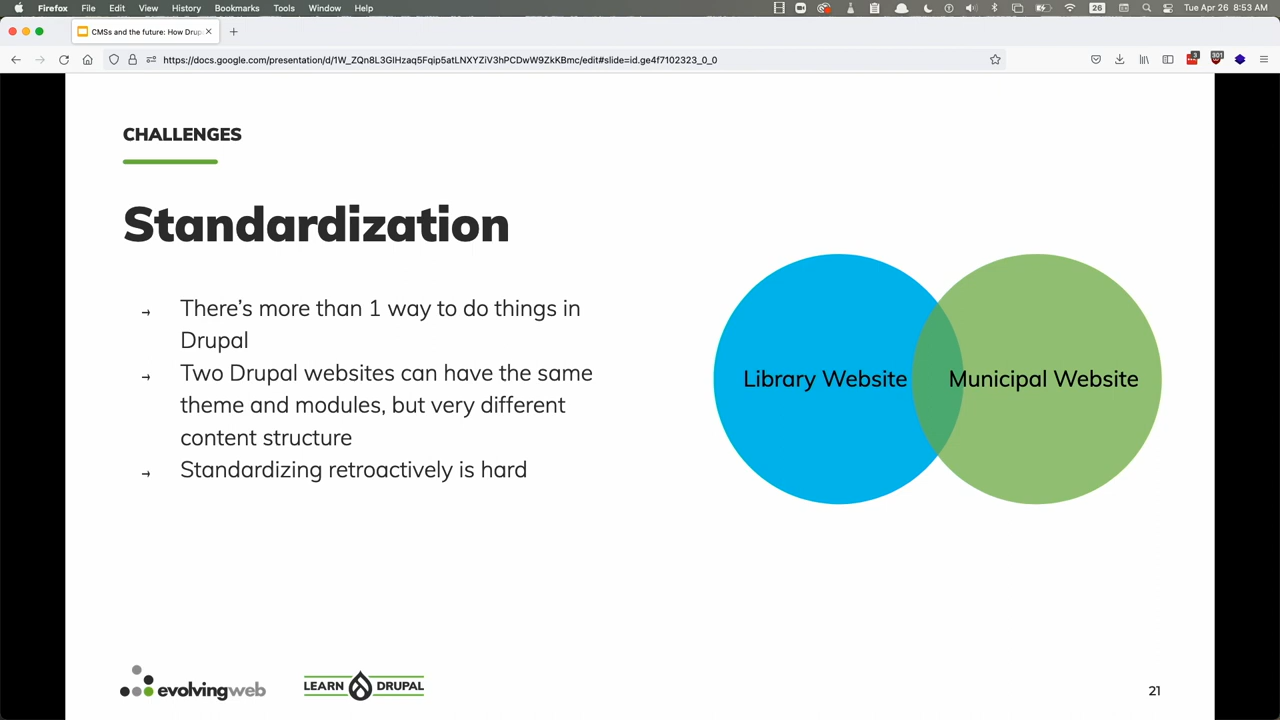 Firefox File Edit View History Bookmarks Tools Window Help 26 Tue Apr 26 8:53 AM
CMSs and the future: How Drup
https://docs.google.com/presentation/d/1W_ZQn8L3GIHzaq5Fqip5atLNXYZiV3hPCDwW9ZkKBmc/edit#slide=id.ge4f7102323_0_0 3 301
CHALLENGES
Standardization
→ There’s more than 1 way to do things in
Drupal
→ Two Drupal websites can have the same
theme and modules, but very different
content structure
→ Standardizing retroactively is hard
Library Website
Municipal Website
evolvingweb
LEARN DRUPAL
21